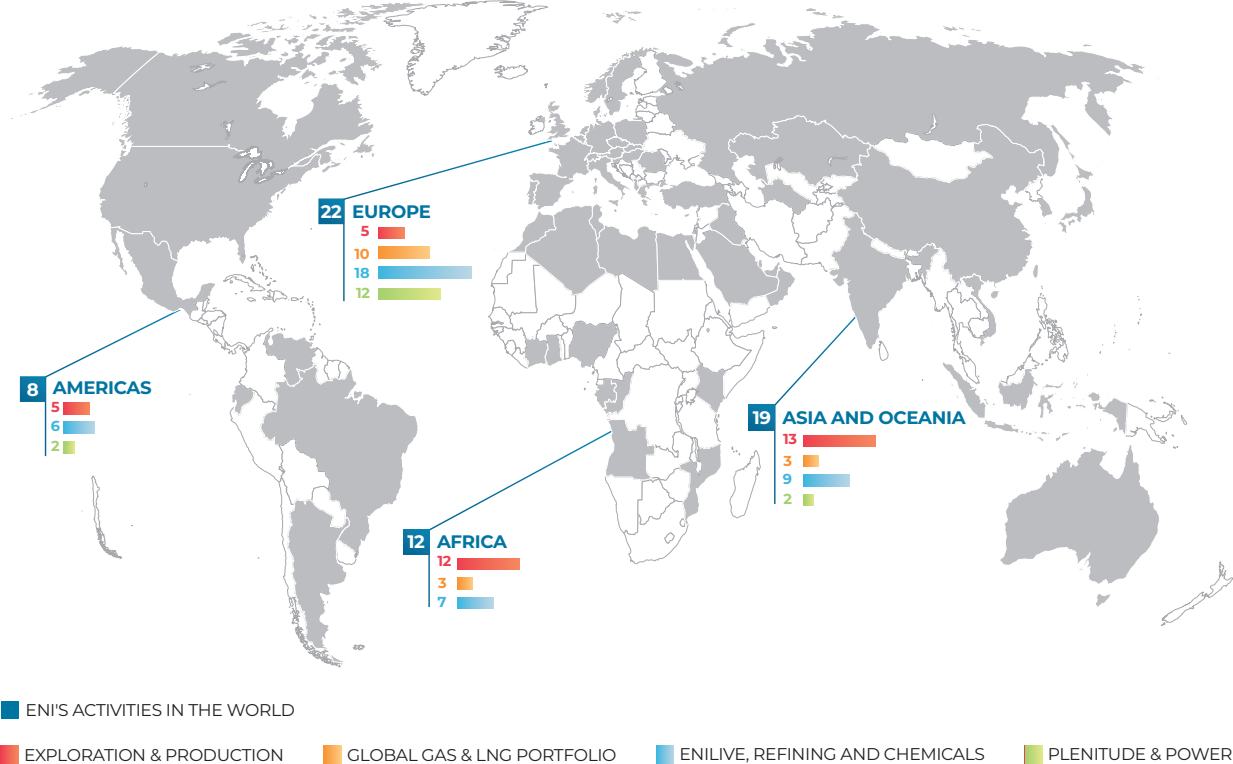 22 EUROPE
5
10
18
12
8 AMERICAS
5
6
2
19 ASIA AND OCEANIA
13
3
9
2
12 AFRICA
12
3
7
ENI'S ACTIVITIES IN THE WORLD
EXPLORATION & PRODUCTION GLOBAL GAS & LNG PORTFOLIO ENILIVE, REFINING AND CHEMICALS PLENITUDE & POWER